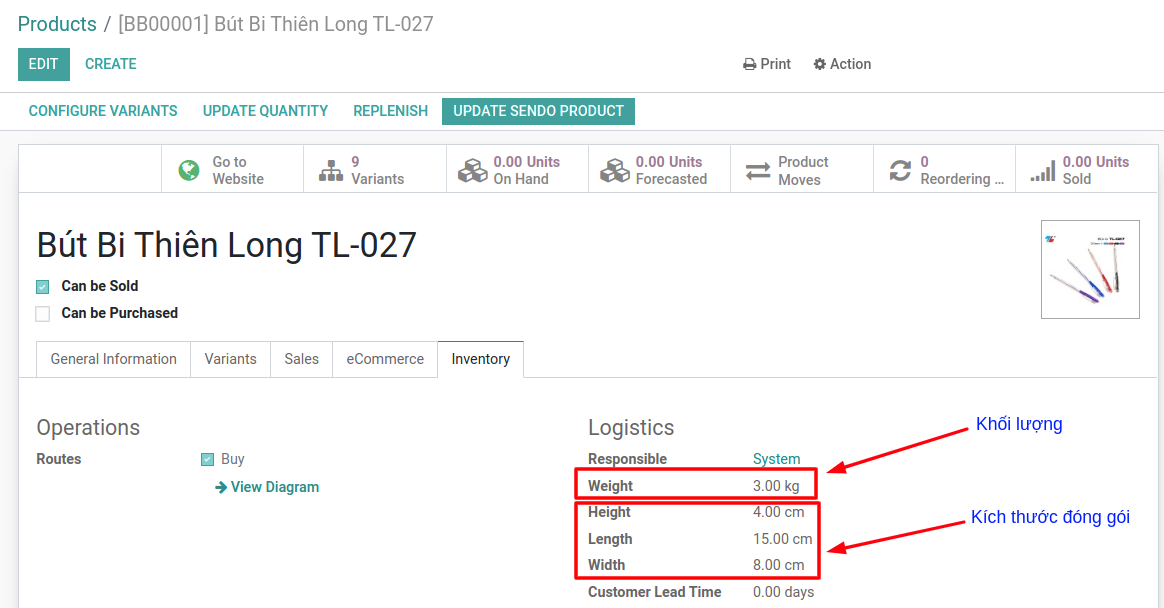 Products / [BB00001] Bút Bi Thiên Long TL-027
EDIT CREATE Print Action
CONFIGURE VARIANTS UPDATE QUANTITY REPLENISH UPDATE SENDO PRODUCT
Go to
Website
9
Variants
0.00 Units
On Hand
0.00 Units
Forecasted
Product
Moves
0
Reordering ...
0.00 Units
Sold
Bút Bi Thiên Long TL-027
Can be Sold
Can be Purchased
General Information Variants Sales eCommerce Inventory
Operations
Routes Buy
View Diagram
Logistics
Responsible System
Weight 3.00 kg
Height 4.00 cm
Length 15.00 cm
Width 8.00 cm
Customer Lead Time 0.00 days
Khối lượng
Kích thước đóng gói